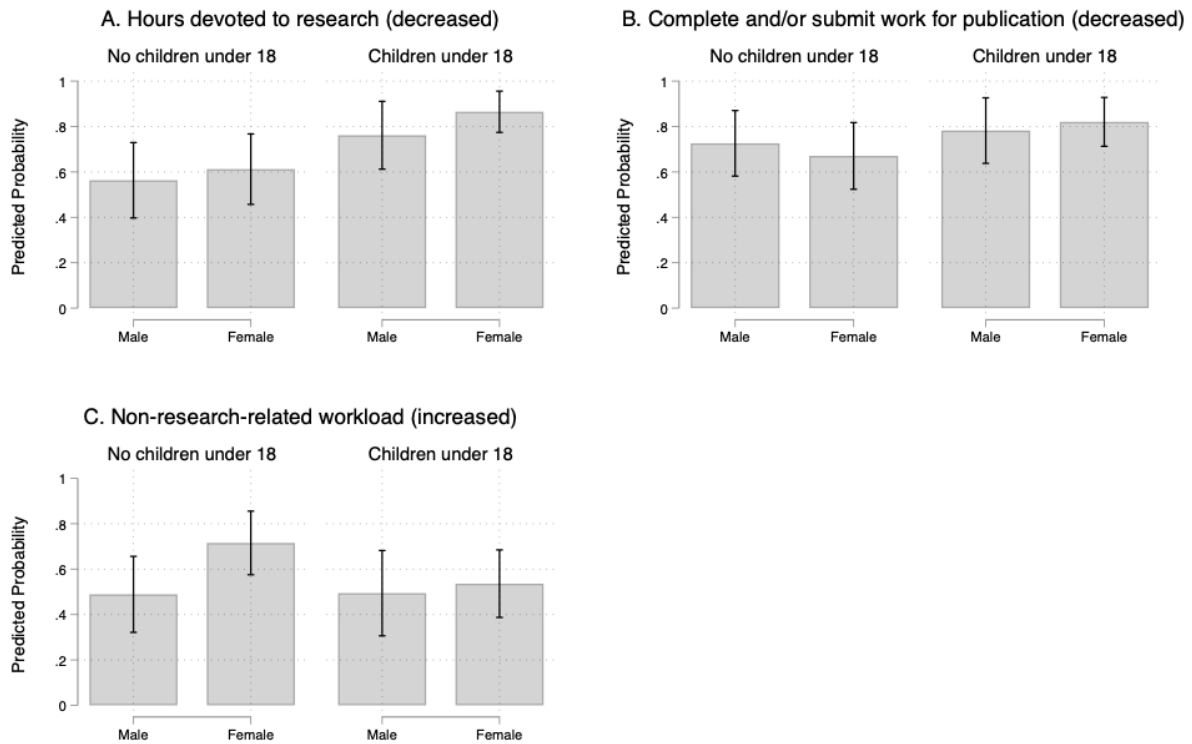 A. Hours devoted to research (decreased)
No children under 18
Children under 18
Predicted Probability
1
.8
.6
.4
.2
0
Male
Female
Male
Female
B. Complete and/or submit work for publication (decreased)
No children under 18
Children under 18
Predicted Probability
1
.8
.6
.4
.2
0
Male
Female
Male
Female
C. Non-research-related workload (increased)
No children under 18
Children under 18
Predicted Probability
1
.8
.6
.4
.2
0
Male
Female
Male
Female